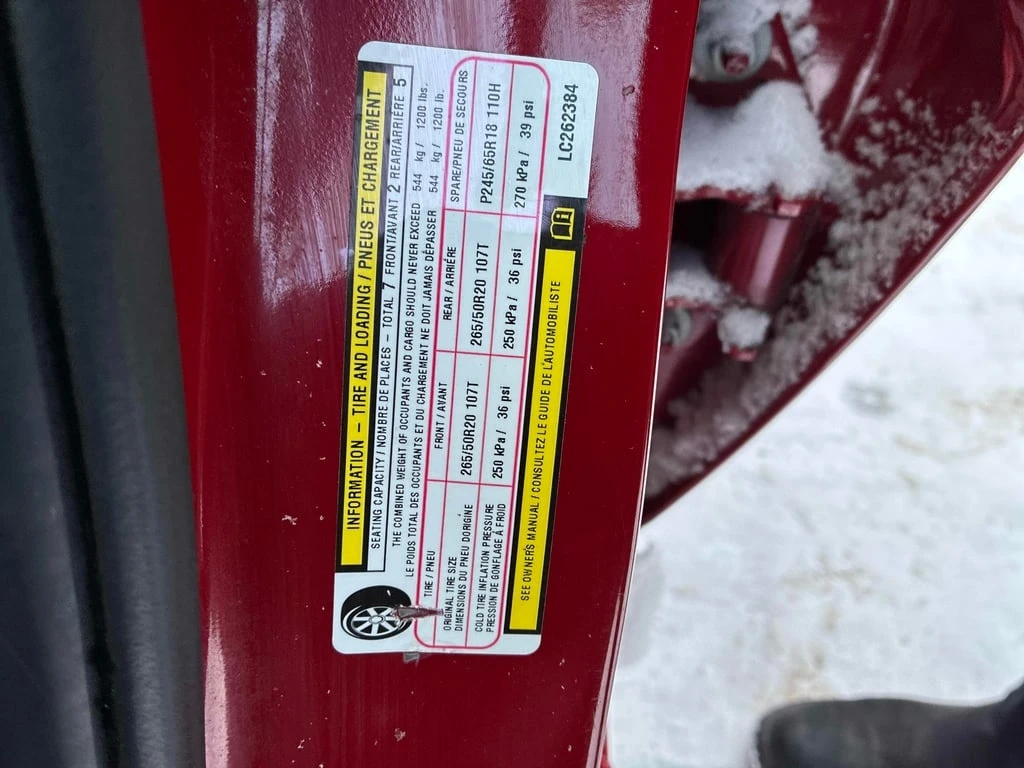 INFORMATION – TIRE AND LOADING / PNEUS ET CHARGEMENT
SEATING CAPACITY / NOMBRE DE PLACES – TOTAL 7 FRONT/AVANT 2 REAR/ARRIÈRE 5
THE COMBINED WEIGHT OF OCCUPANTS AND CARGO SHOULD NEVER EXCEED 544 kg / 1200 lbs.
LE POIDS TOTAL DES OCCUPANTS ET DU CHARGEMENT NE DOIT JAMAIS DÉPASSER 544 kg / 1200 lb.
TIRE / PNEU FRONT / AVANT REAR / ARRIÈRE SPARE/PNEU DE SECOURS
ORIGINAL TIRE SIZE
DIMENSIONS DU PNEU DORIGINE
265/50R20 107T 265/50R20 107T P245/65R18 110H
COLD TIRE INFLATION PRESSURE
PRESSION DE GONFLAGE À FROID
250 kPa / 36 psi 250 kPa / 36 psi 270 kPa / 39 psi
SEE OWNERS MANUAL / CONSULTEZ LE GUIDE DE L'AUTOMOBILISTE
LC262384